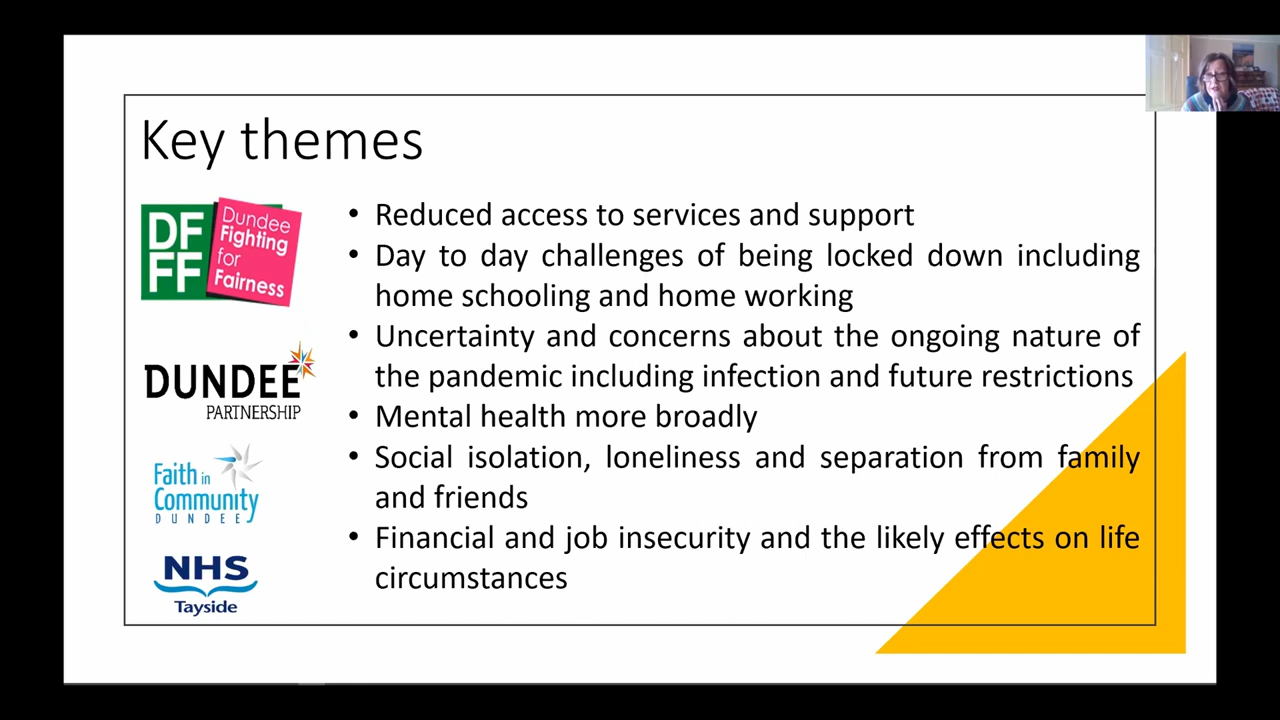 Key themes
DF
FF
Dundee
Fighting
for
Fairness
DUNDEE
PARTNERSHIP
Faith in
Community
DUNDEE
NHS
Tayside
• Reduced access to services and support
• Day to day challenges of being locked down including
home schooling and home working
• Uncertainty and concerns about the ongoing nature of
the pandemic including infection and future restrictions
• Mental health more broadly
• Social isolation, loneliness and separation from family
and friends
• Financial and job insecurity and the likely effects on life
circumstances